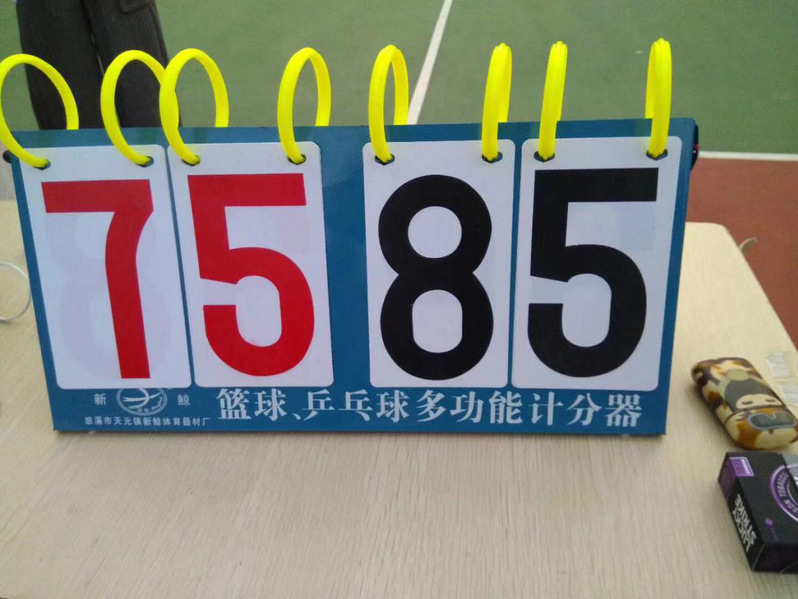 75 85
新 鲸
篮球、乒乓球多功能计分器
慈溪市天元镇新鲸体育器材厂